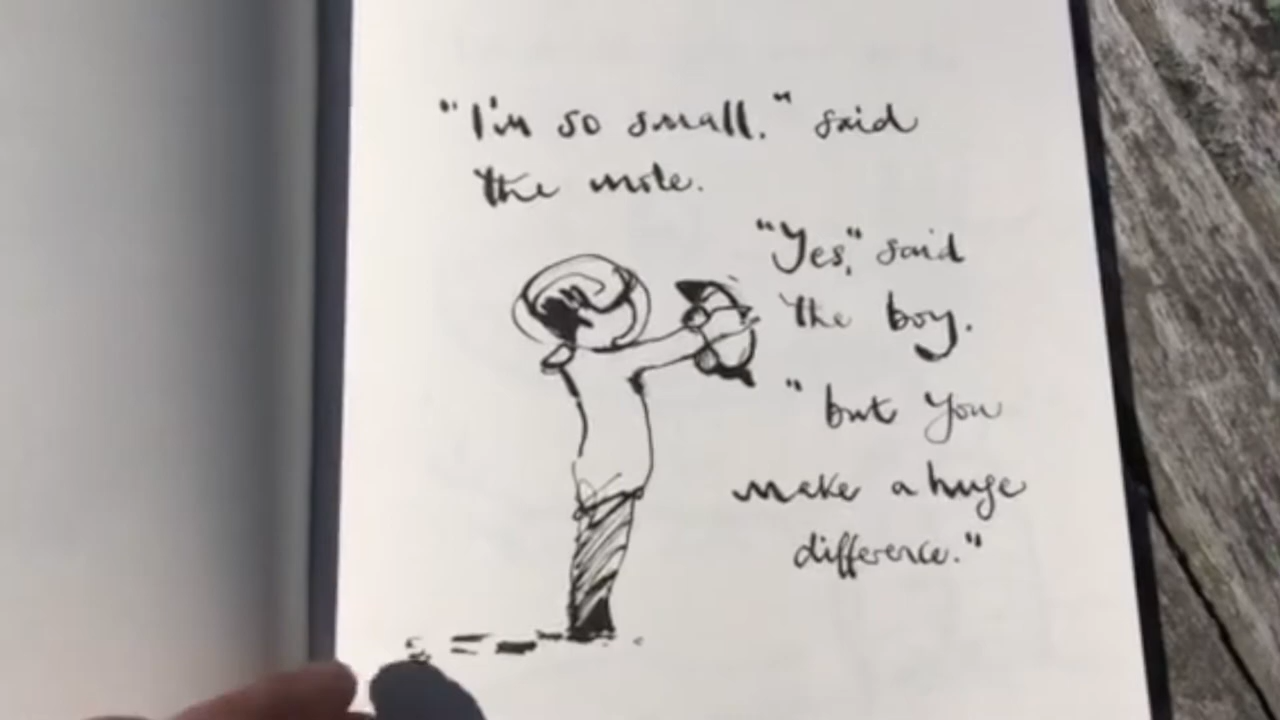 "I'm so small." said
the mole.
"Yes," said
the boy.
"but you
make a huge
difference."